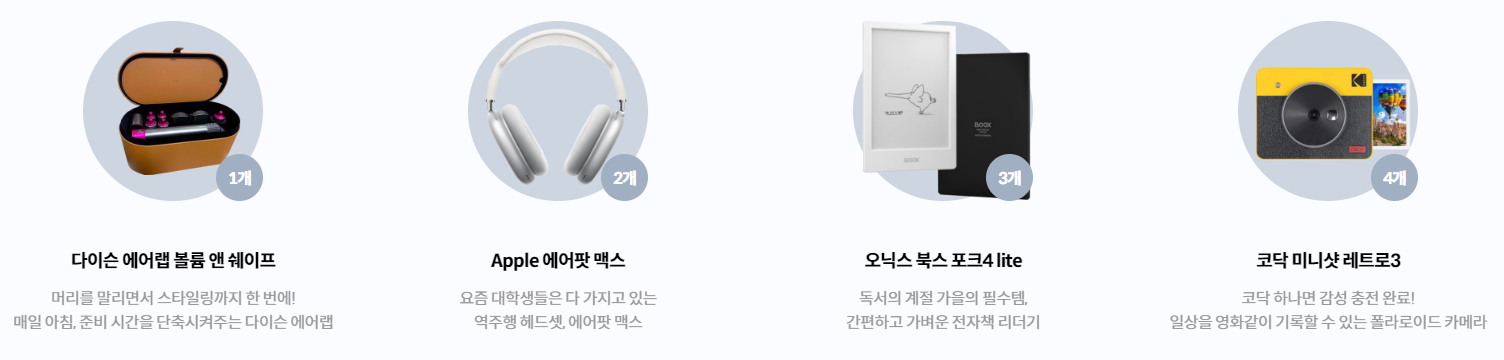 1개
2개
BOOX
BOOX
3개
KODAK
4개
다이슨 에어랩 볼륨 앤 쉐이프
머리를 말리면서 스타일링까지 한 번에!
매일 아침, 준비 시간을 단축시켜주는 다이슨 에어랩
Apple 에어팟 맥스
요즘 대학생들은 다 가지고 있는
역주행 헤드셋, 에어팟 맥스
오닉스 북스 포크4 lite
독서의 계절 가을의 필수템,
간편하고 가벼운 전자책 리더기
코닥 미니샷 레트로3
코닥 하나면 감성 충전 완료!
일상을 영화같이 기록할 수 있는 폴라로이드 카메라